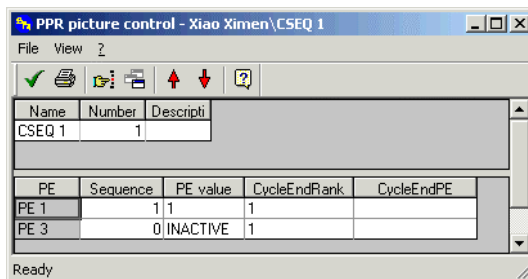 PPR picture control - Xiao Ximen\CSEQ 1
File View ?
Name Number Descripti
CSEQ 1 1
PE Sequence PE value CycleEndRank CycleEndPE
PE 1 1 1 1
PE 3 0 INACTIVE 1
Ready